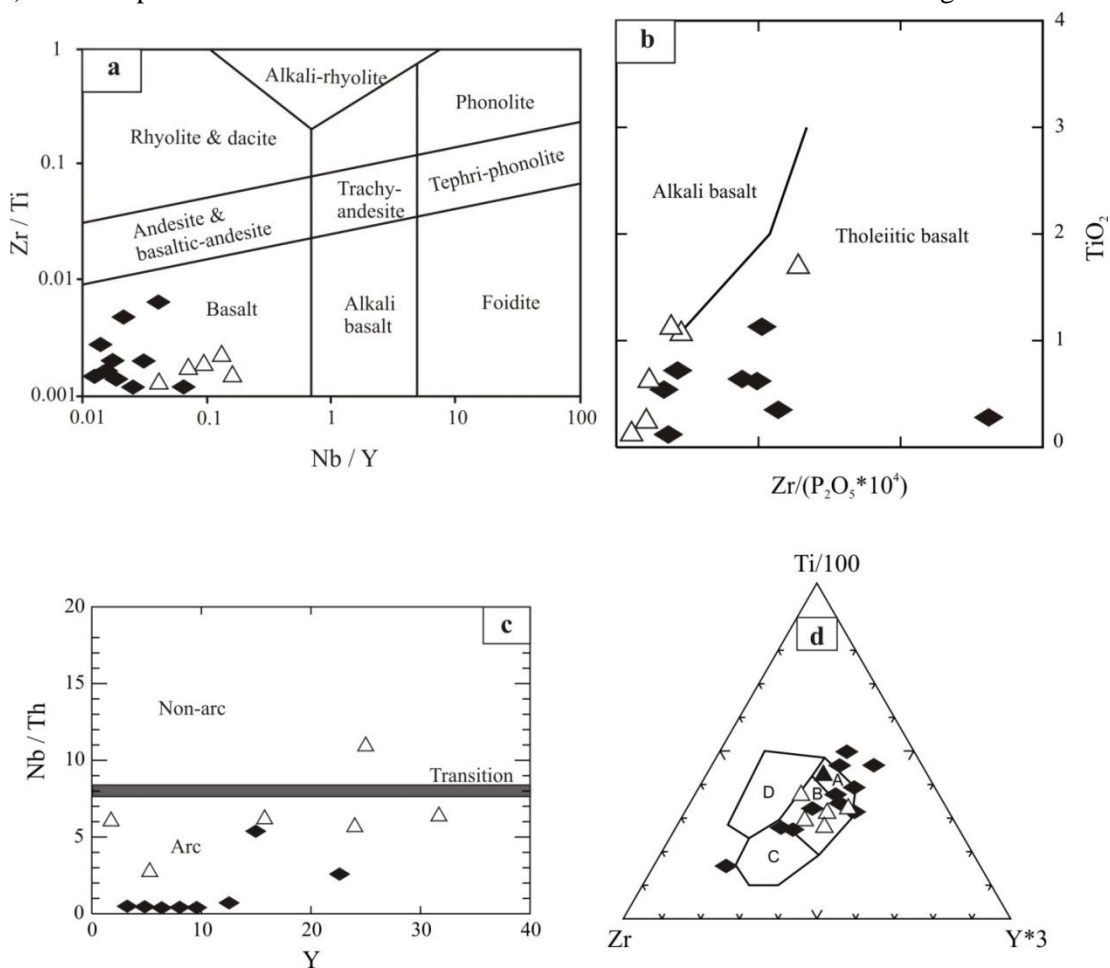 a
1
0.1
0.01
0.001
Zr / Ti
Alkali-rhyolite
Phonolite
Rhyolite & dacite
Tephri-phonolite
Trachy-
andesite
Andesite &
basaltic-andesite
Basalt
Alkali
basalt
Foidite
0.01
0.1
1
10
100
Nb / Y
b
4
3
2
1
0
TiO₂
Alkali basalt
Tholeiitic basalt
Zr/(P₂O₅*10⁴)
c
20
15
10
5
0
Nb / Th
Non-arc
Transition
Arc
0
10
20
30
40
Y
Ti/100
d
A
B
D
C
Zr
Y*3